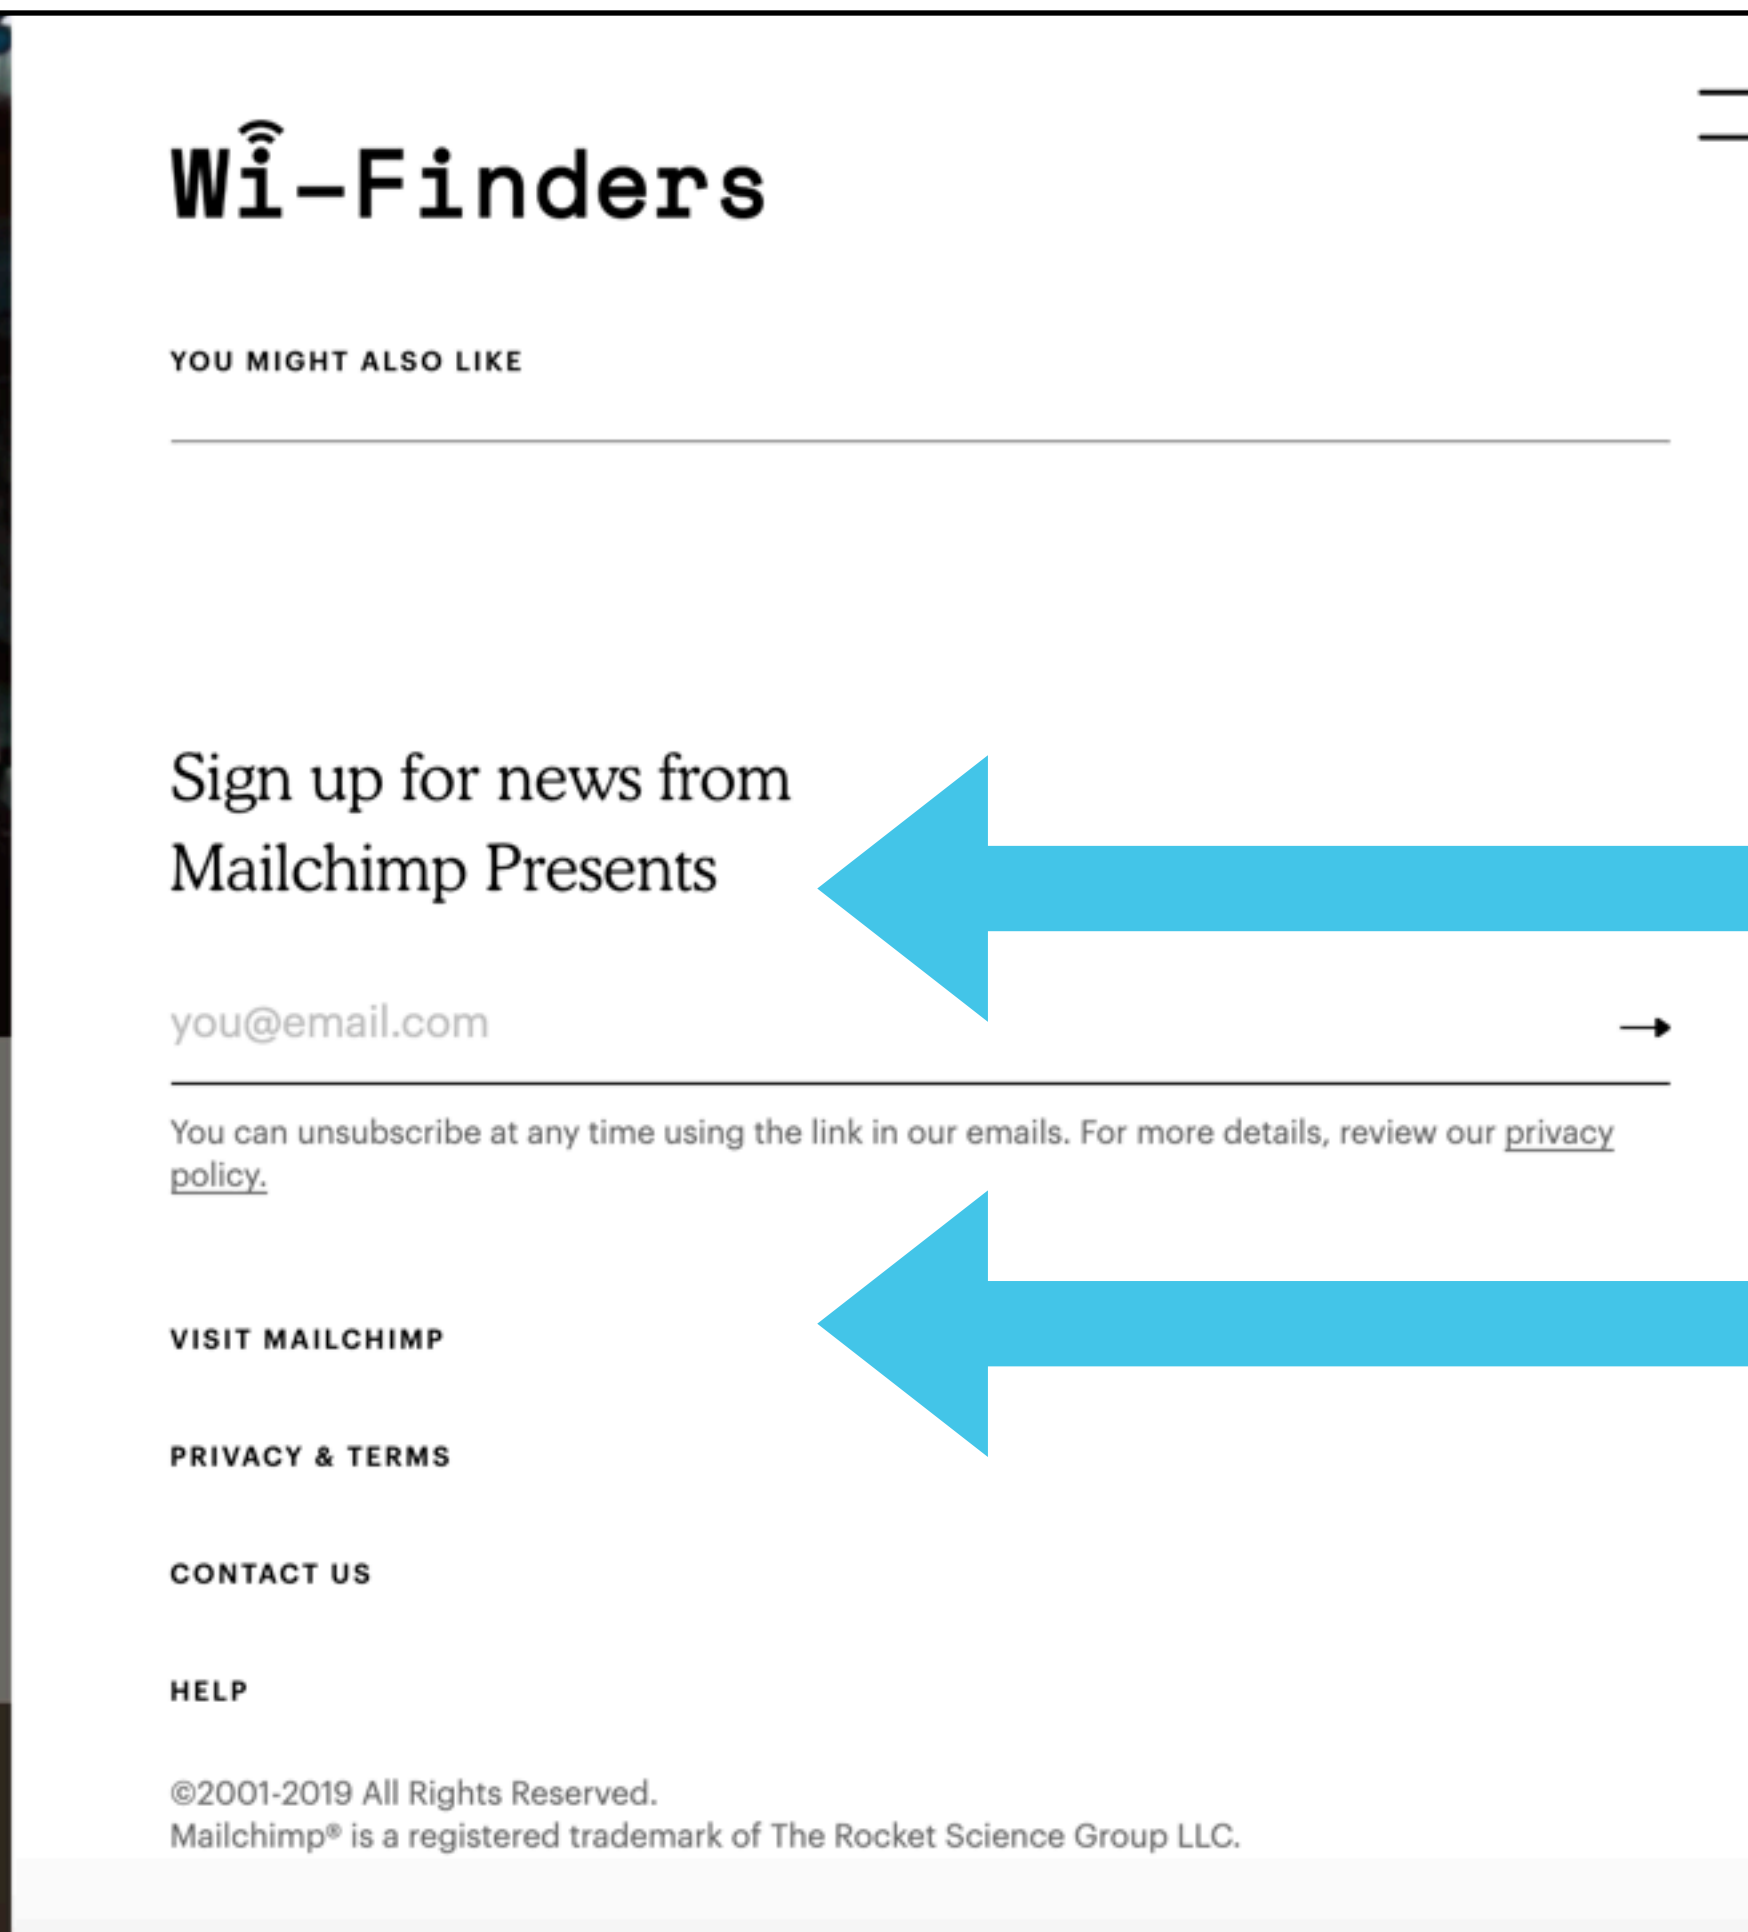 Wi-Finders
YOU MIGHT ALSO LIKE
Sign up for news from
Mailchimp Presents
you@email.com
You can unsubscribe at any time using the link in our emails. For more details, review our privacy
policy.
VISIT MAILCHIMP
PRIVACY & TERMS
CONTACT US
HELP
©2001-2019 All Rights Reserved.
Mailchimp® is a registered trademark of The Rocket Science Group LLC.